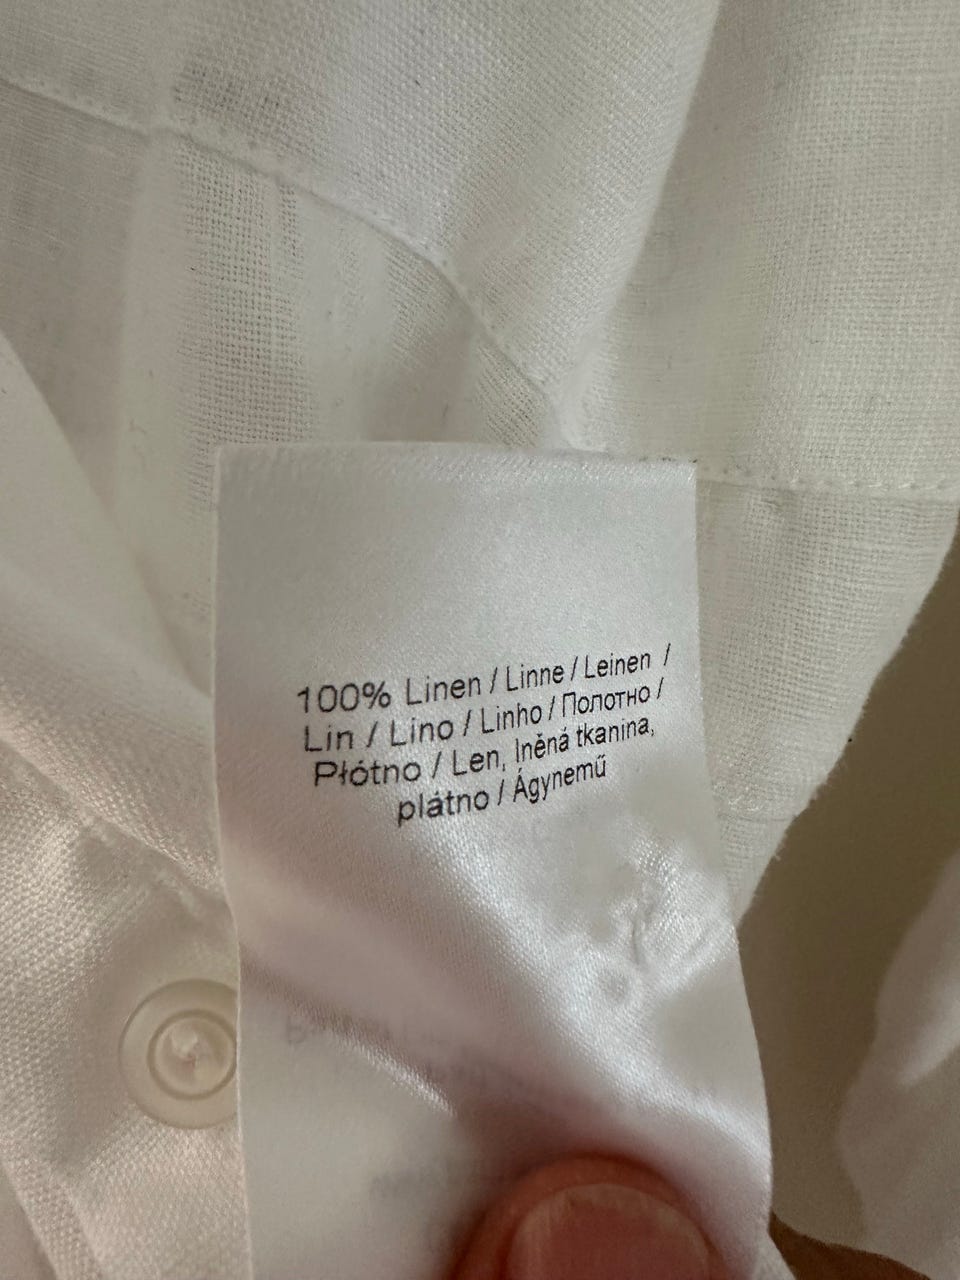 100% Linen / Linne / Leinen /
Lin / Lino / Linho / Полотно /
Płótno / Len, lněná tkanina,
plátno / Ágynemű